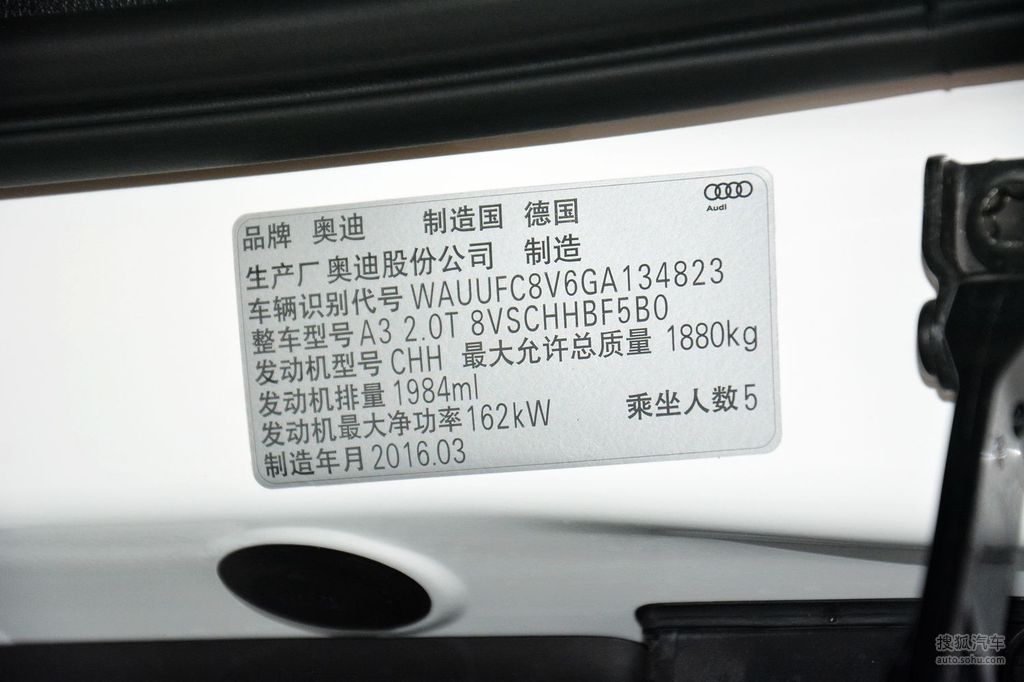 Audi
品牌 奥迪 制造国 德国
生产厂 奥迪股份公司 制造
车辆识别代号 WAUUFC8V6GA134823
整车型号 A3 2.0T 8VSCHHBF5B0
发动机型号 CHH 最大允许总质量 1880kg
发动机排量 1984ml
发动机最大净功率 162kW 乘坐人数 5
制造年月 2016.03
搜狐汽车
auto.sohu.com